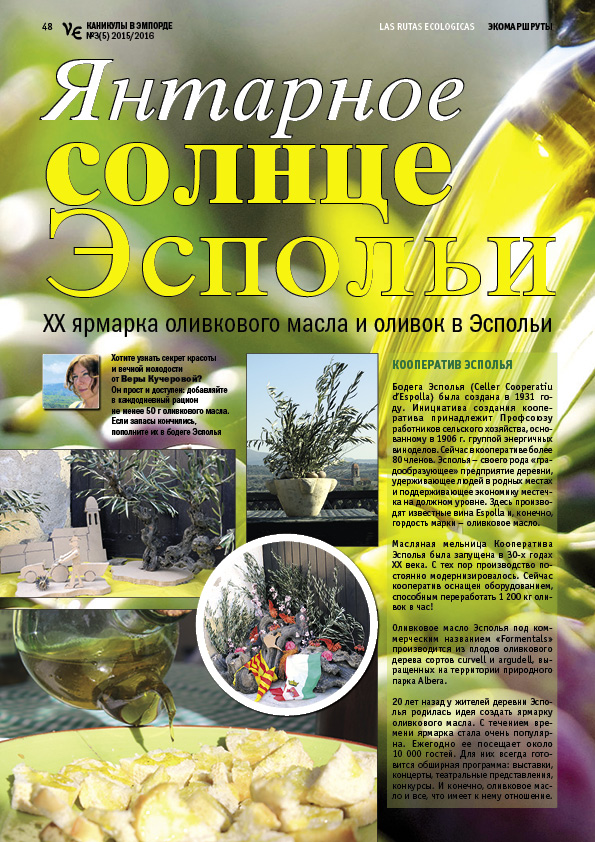 48
VE
КАНИКУЛЫ В ЭМПОРДЕ
№3(5) 2015/2016
LAS RUTAS ECOLOGICAS ЭКОМАРШРУТЫ
Янтарное
солнце
Эспольи
XX ярмарка оливкового масла и оливок в Эспольи
Хотите узнать секрет красоты
и вечной молодости
от Веры Кучеровой?
Он прост и доступен: добавляйте
в каждодневный рацион
не менее 50 г оливкового масла.
Если запасы кончились,
пополните их в бодеге Эсполья
КООПЕРАТИВ ЭСПОЛЬЯ
Бодега Эсполья (Celler Cooperatiu
d'Espolla) была создана в 1931 го-
ду. Инициатива создания коопе-
ратива принадлежит Профсоюзу
работников сельского хозяйства, осно-
ванному в 1906 г. группой энергичных
виноделов. Сейчас в кооперативе более
80 членов. Эсполья – своего рода «гра-
дообразующее» предприятие деревни,
удерживающее людей в родных местах
и поддерживающее экономику местеч-
ка на должном уровне. Здесь произво-
дят известные вина Espolla и, конечно,
гордость марки – оливковое масло.
Масляная мельница Кооператива
Эсполья была запущена в 30-х годах
XX века. С тех пор производство по-
стоянно модернизировалось. Сейчас
кооператив оснащен оборудованием,
способным переработать 1 200 кг оли-
вок в час!
Оливковое масло Эсполья под ком-
мерческим названием «Formentals»
производится из плодов оливкового
дерева сортов curvell и argudell, вы-
ращенных на территории природного
парка Albera.
20 лет назад у жителей деревни Эспо-
лья родилась идея создать ярмарку
оливкового масла. С течением вре-
мени ярмарка стала очень популяр-
на. Ежегодно ее посещает около
10 000 гостей. Для них всегда гото-
вится обширная программа: выставки,
концерты, театральные представления,
конкурсы. И конечно, оливковое мас-
ло и все, что имеет к нему отношение.